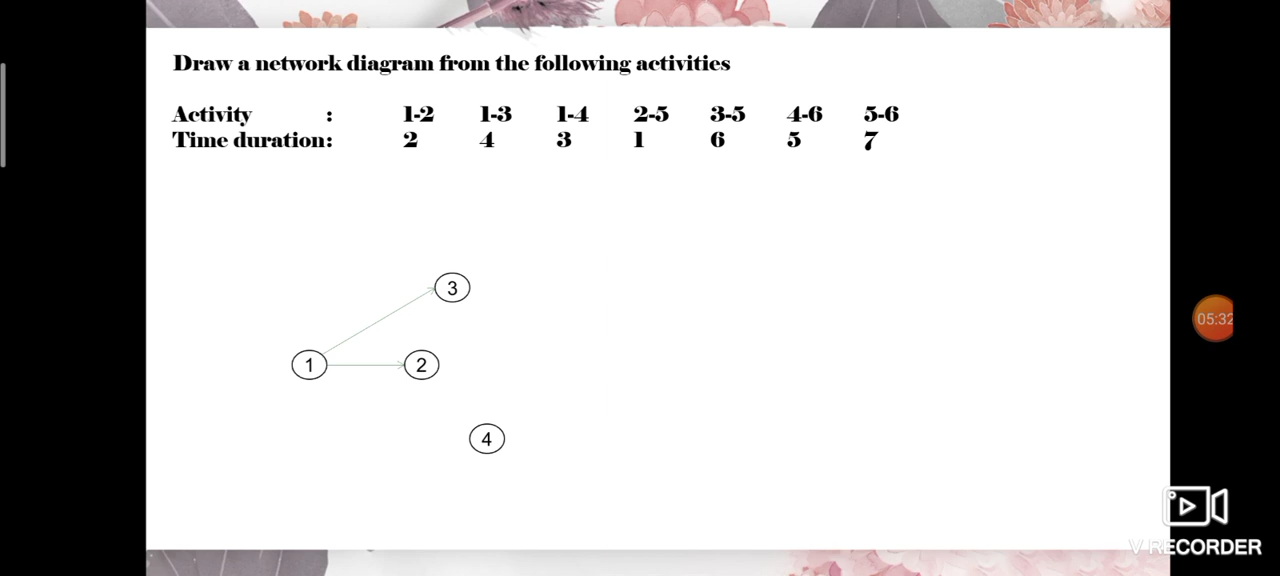 Draw a network diagram from the following activities
Activity : 1-2 1-3 1-4 2-5 3-5 4-6 5-6
Time duration: 2 4 3 1 6 5 7
3
1 2
4
05:32
V RECORDER